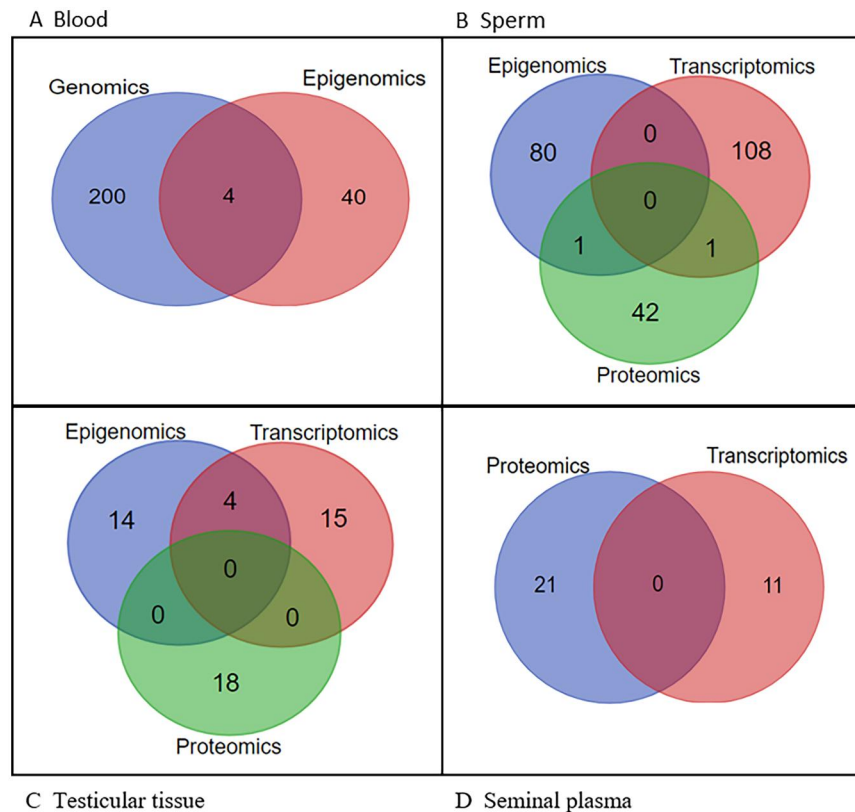 A Blood
B Sperm
Genomics
Epigenomics
200
4
40
Epigenomics
Transcriptomics
80
0
108
0
1
1
42
Proteomics
Epigenomics
Transcriptomics
14
4
15
0
0
0
18
Proteomics
Proteomics
Transcriptomics
21
0
11
C Testicular tissue
D Seminal plasma